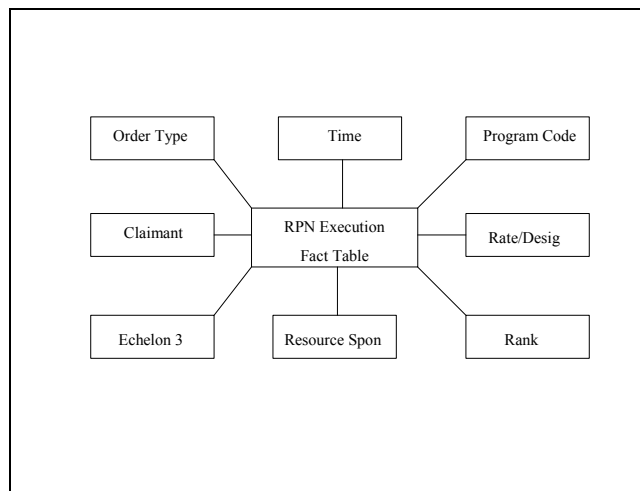 Order Type
Time
Program Code
Claimant
RPN Execution
Fact Table
Rate/Desig
Echelon 3
Resource Spon
Rank